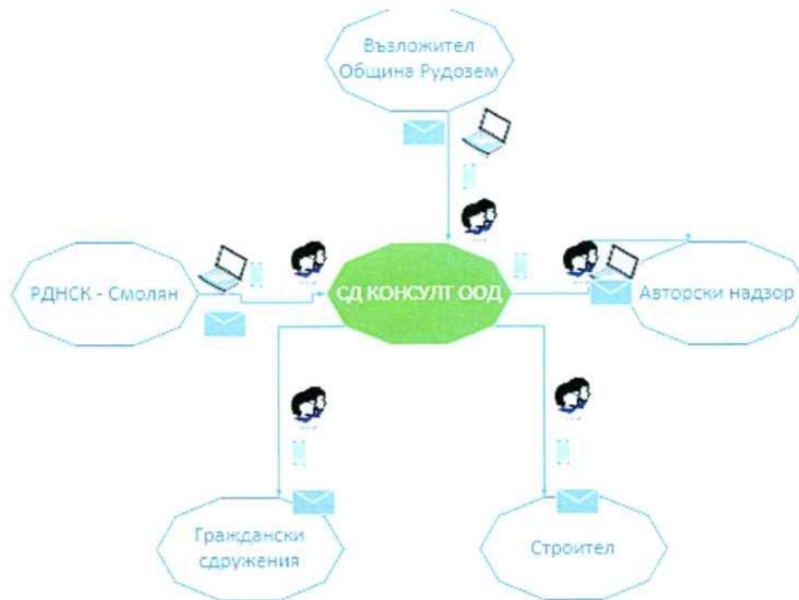 Възложител
Община Рудозем
РДНСК - Смолян
СД КОНСУЛТ ООД
Авторски надзор
Граждански
сдружения
Строител